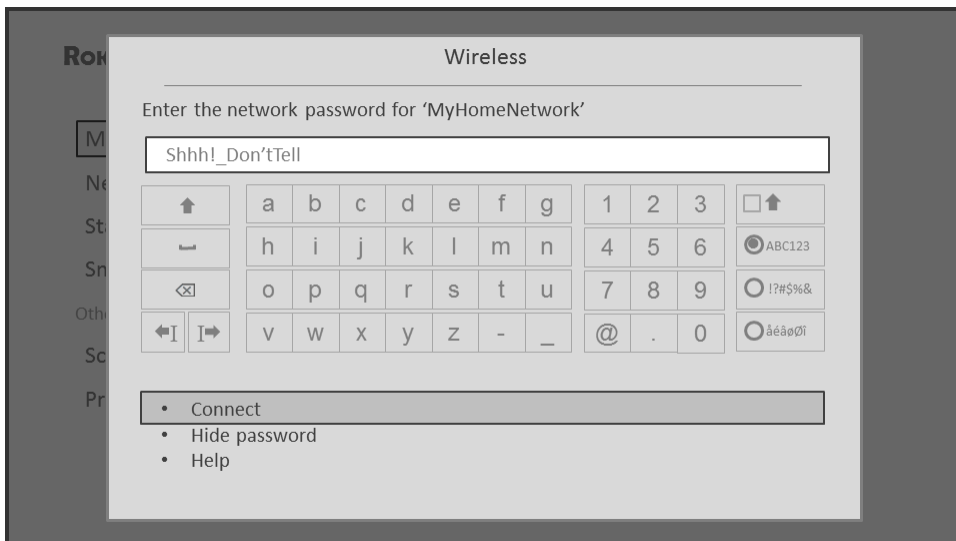 Wireless
Enter the network password for ‘MyHomeNetwork’
Shhh!_Don’tTell
a b c d e f g 1 2 3
h i j k l m n 4 5 6 ABC123
o p q r s t u 7 8 9 !?#$%&
v w x y z - _ @ . 0 åéâøØî
• Connect
• Hide password
• Help